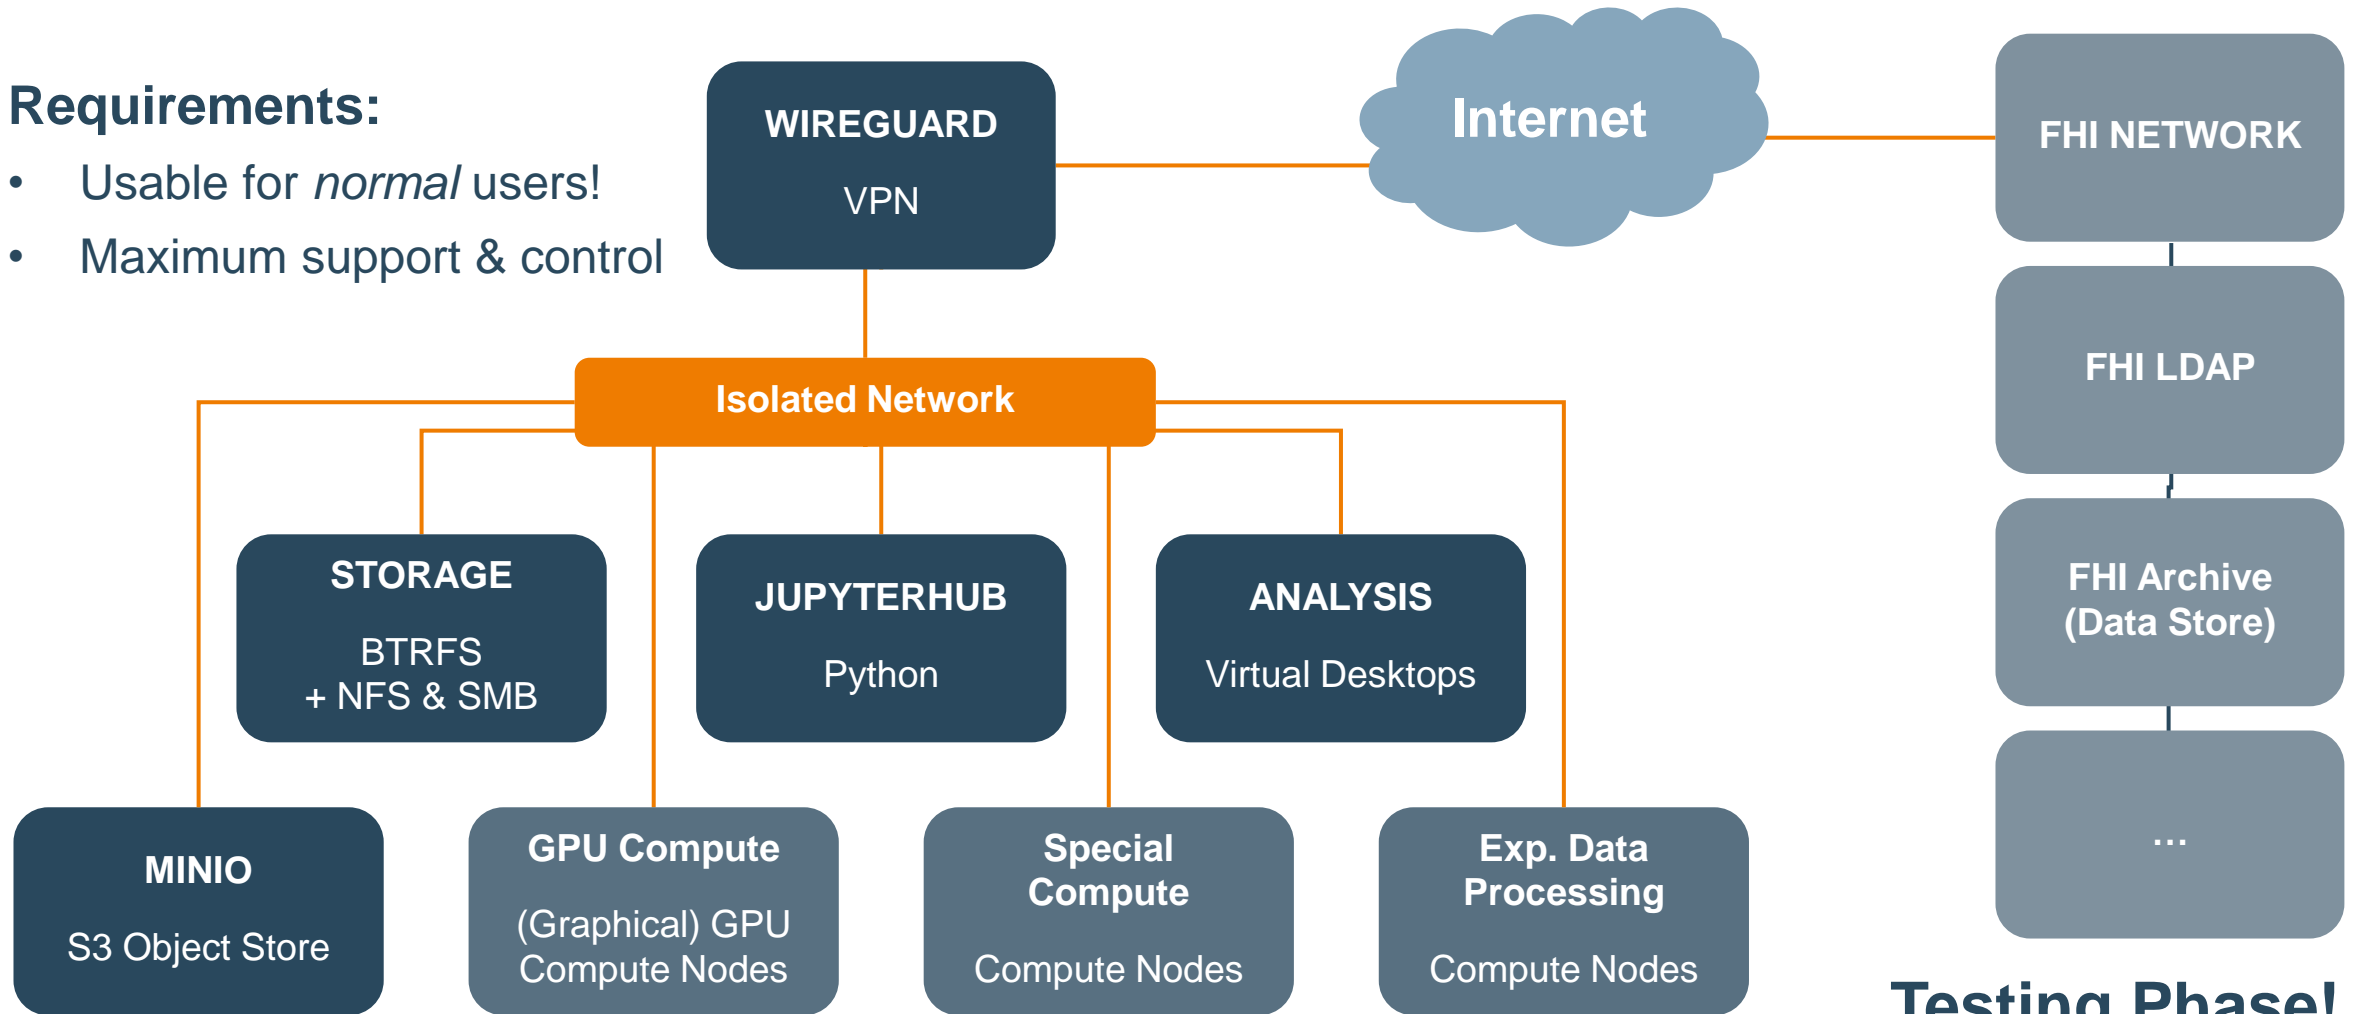 Requirements:
• Usable for normal users!
• Maximum support & control
WIREGUARD
VPN
Internet
FHI NETWORK
FHI LDAP
FHI Archive
(Data Store)
...
Isolated Network
STORAGE
BTRFS
+ NFS & SMB
JUPYTERHUB
Python
ANALYSIS
Virtual Desktops
MINIO
S3 Object Store
GPU Compute
(Graphical) GPU
Compute Nodes
Special
Compute
Compute Nodes
Exp. Data
Processing
Compute Nodes
Testing Phase!